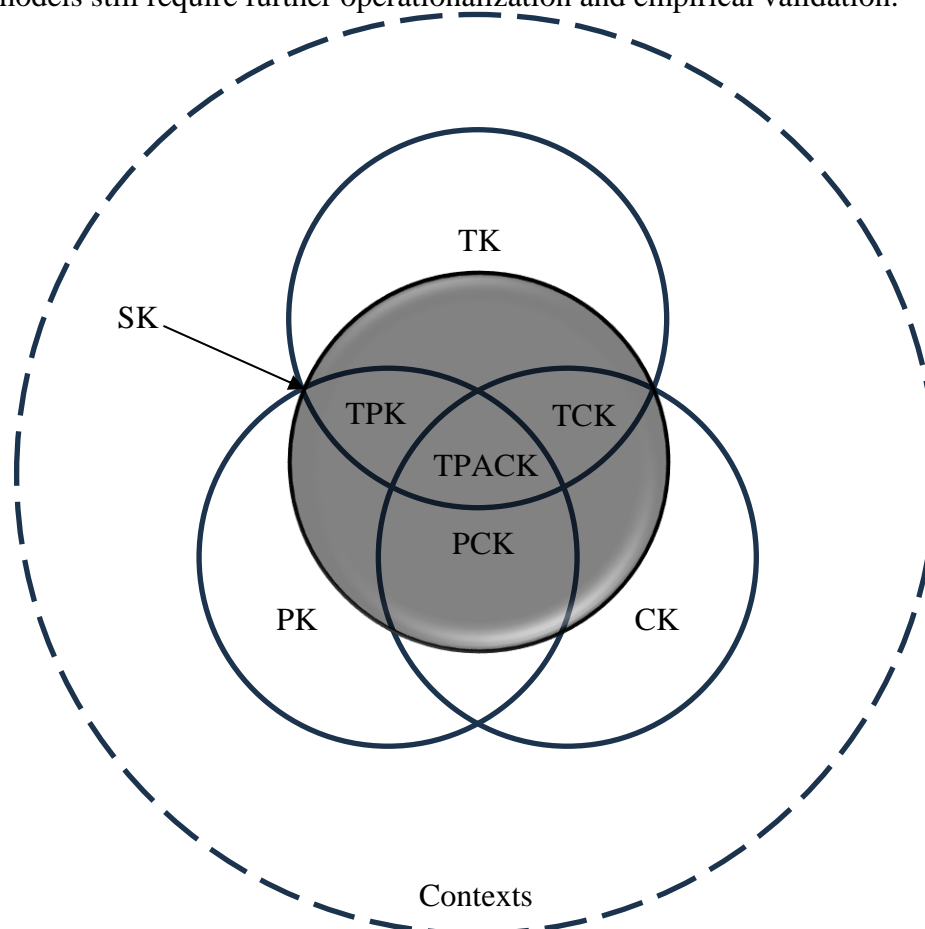 models still require further operationalization and empirical validation.
TK
SK
TPK
TCK
TPACK
PCK
PK
CK
Contexts